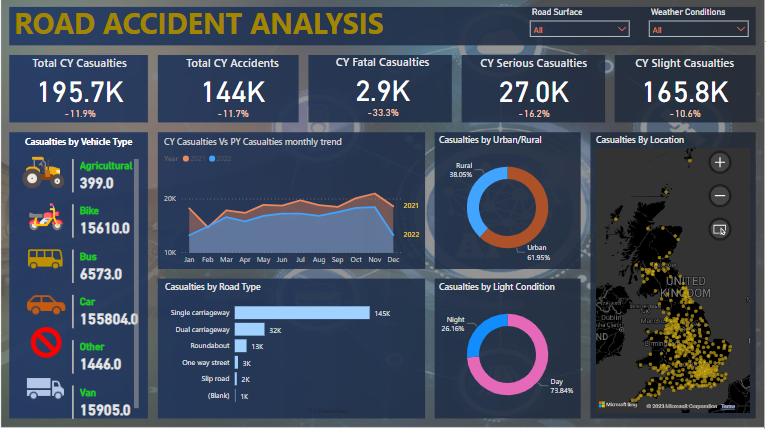 ROAD ACCIDENT ANALYSIS
Road Surface
All
Weather Conditions
All
Total CY Casualties
195.7K
-11.9%
Total CY Accidents
144K
-11.7%
CY Fatal Casualties
2.9K
-33.3%
CY Serious Casualties
27.0K
-16.2%
CY Slight Casualties
165.8K
-10.6%
Casualties by Vehicle Type
Agricultural
399.0
Bike
15610.0
Bus
6573.0
Car
155804.0
Other
1446.0
Van
15905.0
CY Casualties Vs PY Casualties monthly trend
Year 2021 2022
20K
10K
2021
2022
Jan Feb Mar Apr May Jun Jul Aug Sep Oct Nov Dec
Casualties by Road Type
Single carriageway 145K
Dual carriageway 32K
Roundabout 13K
One way street 3K
Slip road 2K
(Blank) 1K
Casualties by Urban/Rural
Rural
38.05%
Urban
61.95%
Casualties by Light Condition
Night
26.16%
Day
73.84%
Casualties By Location
UNITED
KINGDOM
Dublin
Microsoft Bing
© 2023 Microsoft Corporation Terms